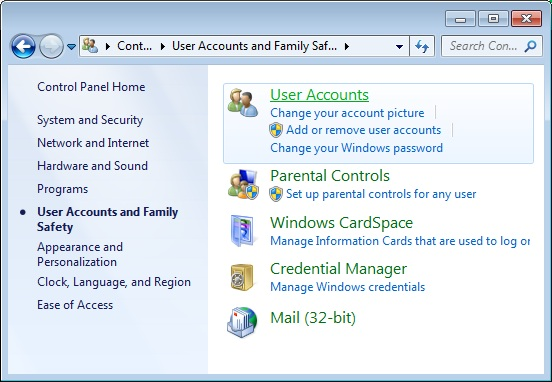 Cont... User Accounts and Family Saf... Search Con...
Control Panel Home
System and Security
Network and Internet
Hardware and Sound
Programs
User Accounts and Family
Safety
Appearance and
Personalization
Clock, Language, and Region
Ease of Access
User Accounts
Change your account picture
Add or remove user accounts
Change your Windows password
Parental Controls
Set up parental controls for any user
Windows CardSpace
Manage Information Cards that are used to log or
Credential Manager
Manage Windows credentials
Mail (32-bit)